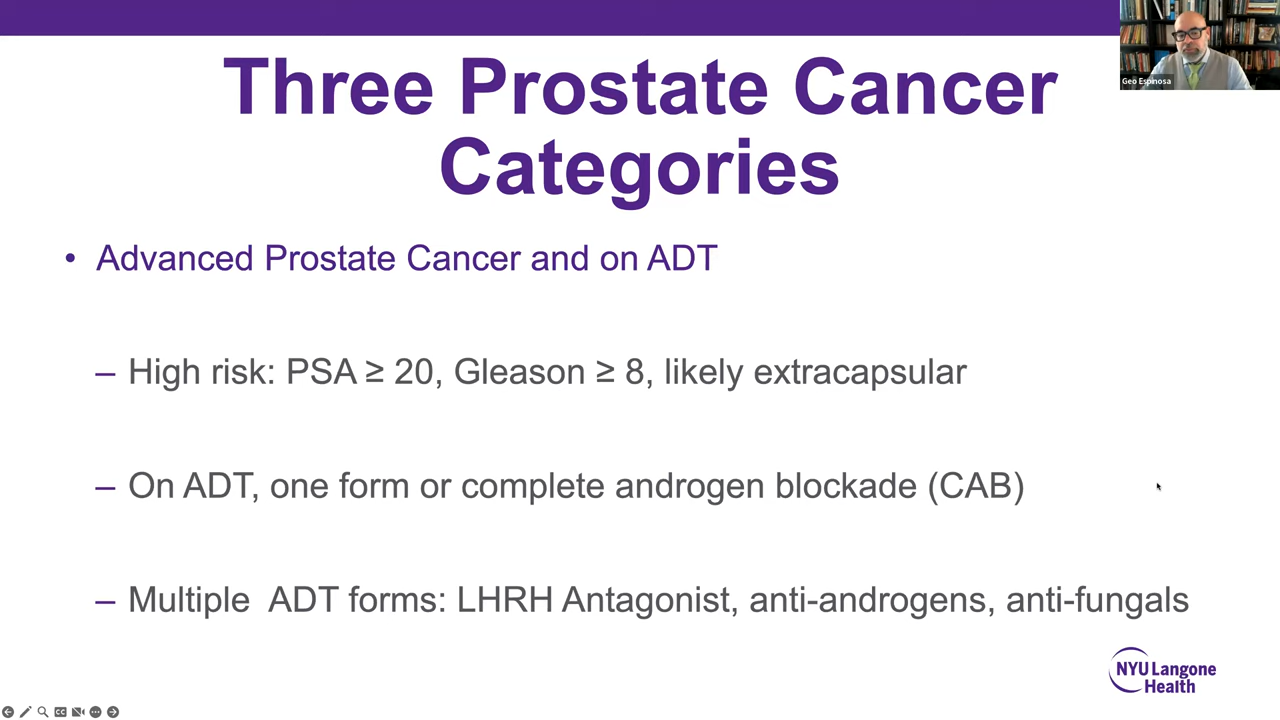 Three Prostate Cancer
Categories
Geo Espinosa
• Advanced Prostate Cancer and on ADT
– High risk: PSA ≥ 20, Gleason ≥ 8, likely extracapsular
– On ADT, one form or complete androgen blockade (CAB)
– Multiple  ADT forms: LHRH Antagonist, anti-androgens, anti-fungals
NYU Langone
Health